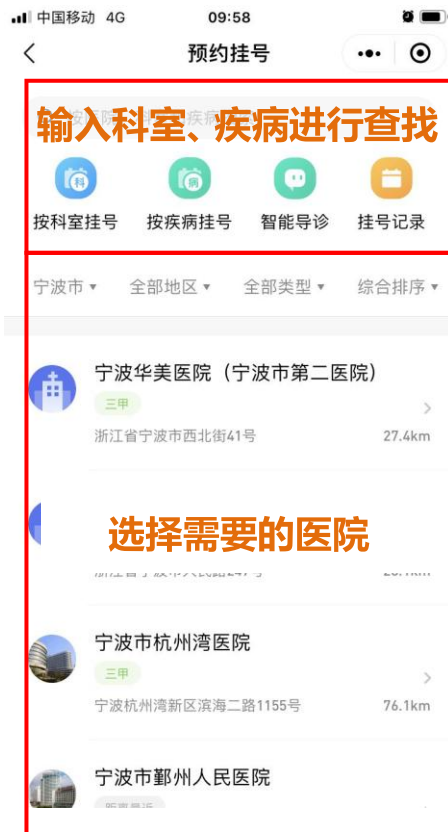 中国移动 4G 09:58
预约挂号
输入科室、疾病进行查找
按科室挂号 按疾病挂号 智能导诊 挂号记录
宁波市 全部地区 全部类型 综合排序
宁波华美医院（宁波市第二医院）
三甲
浙江省宁波市西北街41号 27.4km
选择需要的医院
宁波市杭州湾医院
三甲
宁波杭州湾新区滨海二路1155号 76.1km
宁波市鄞州人民医院